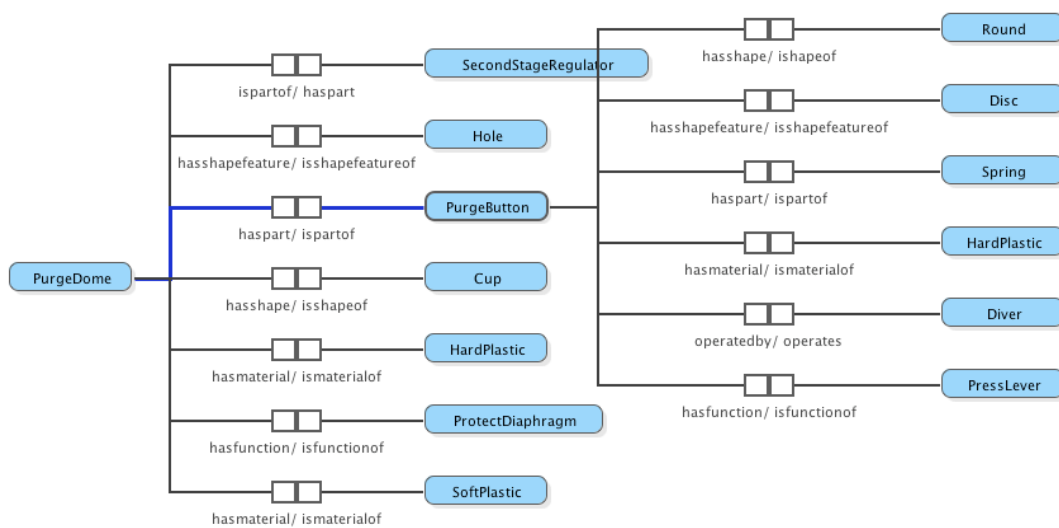 PurgeDome
SecondStageRegulator
ispartof/ haspart
Hole
hasshapefeature/ isshapefeatureof
PurgeButton
haspart/ ispartof
Cup
hasshape/ isshapeof
HardPlastic
hasmaterial/ ismaterialof
ProtectDiaphragm
hasfunction/ isfunctionof
SoftPlastic
hasmaterial/ ismaterialof
Round
hasshape/ ishapeof
Disc
hasshapefeature/ isshapefeatureof
Spring
haspart/ ispartof
HardPlastic
hasmaterial/ ismaterialof
Diver
operatedby/ operates
PressLever
hasfunction/ isfunctionof